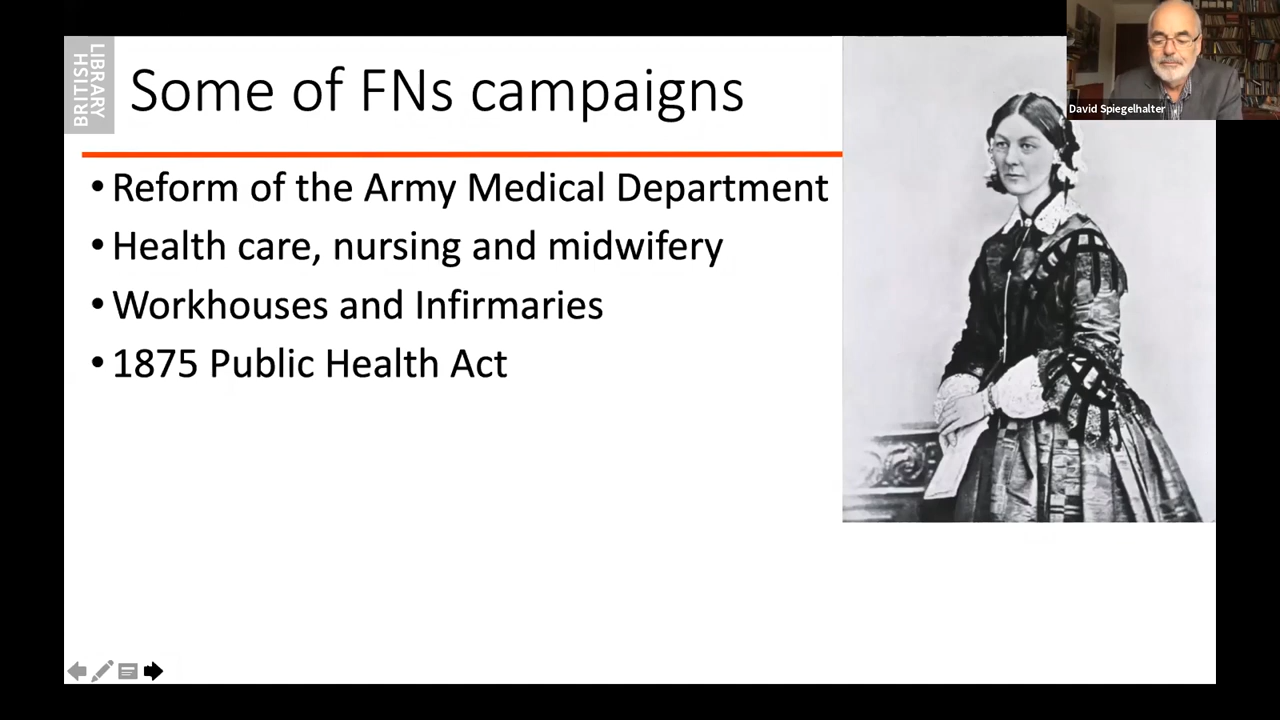 BRITISH
LIBRARY
Some of FNs campaigns
• Reform of the Army Medical Department
• Health care, nursing and midwifery
• Workhouses and Infirmaries
• 1875 Public Health Act
David Spiegelhalter